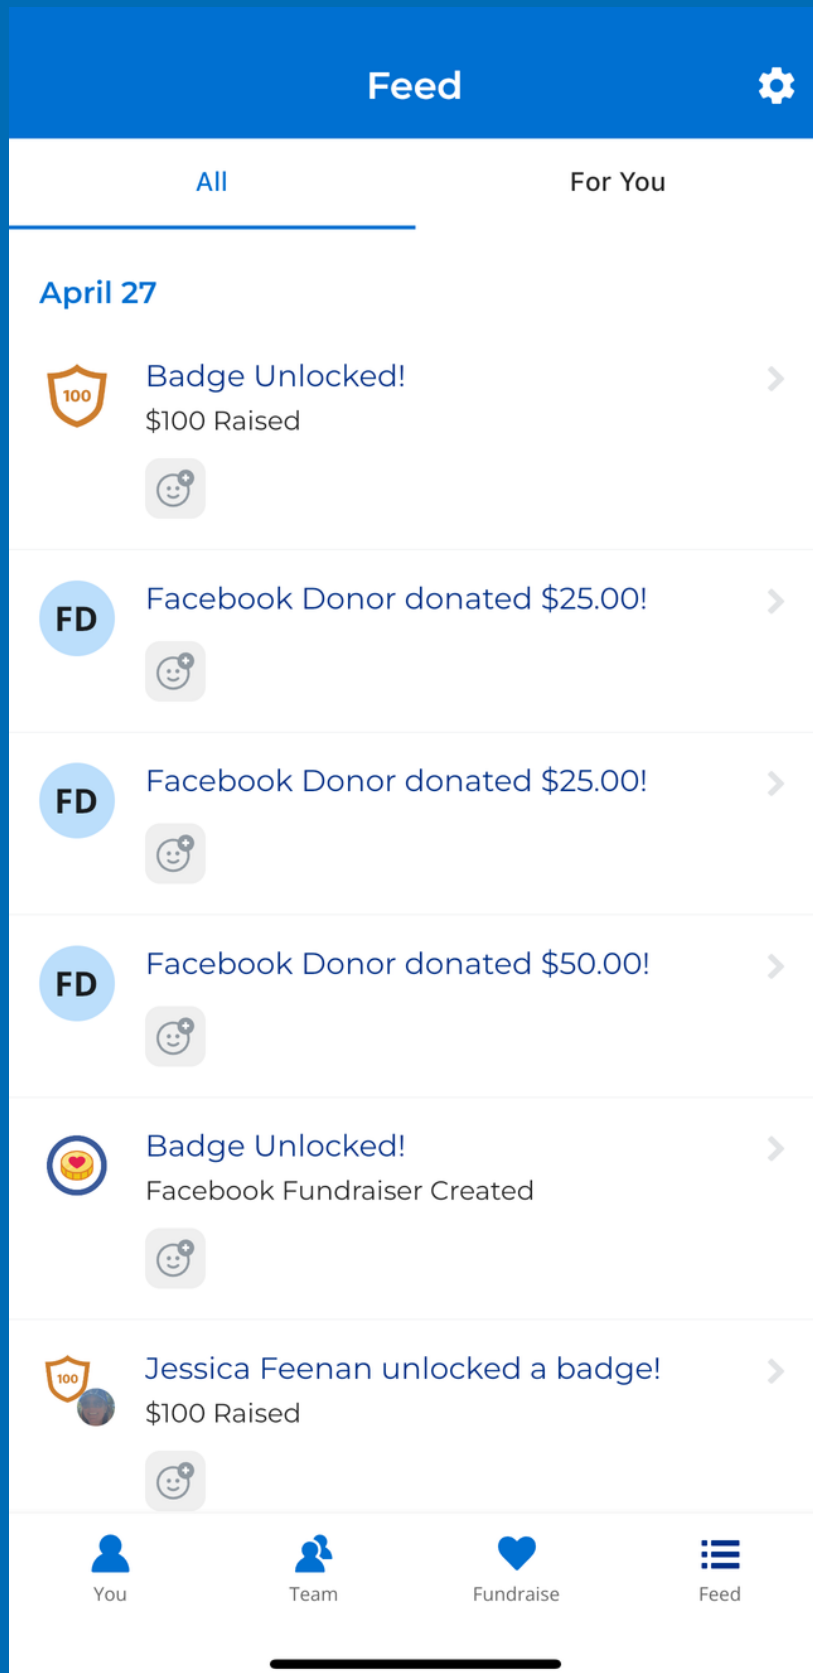 Feed
All
For You
April 27
100
Badge Unlocked!
$100 Raised
FD
Facebook Donor donated $25.00!
FD
Facebook Donor donated $25.00!
FD
Facebook Donor donated $50.00!
Badge Unlocked!
Facebook Fundraiser Created
100
Jessica Feenan unlocked a badge!
$100 Raised
You
Team
Fundraise
Feed